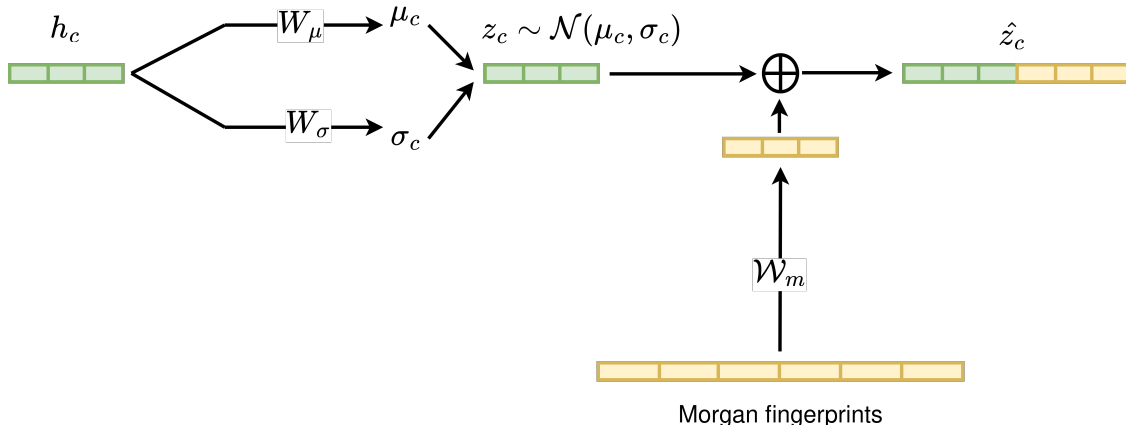 h_c
W_μ
μ_c
z_c ∼ 𝒩(μ_c, σ_c)
ẑ_c
W_σ
σ_c
𝒲_m
Morgan fingerprints